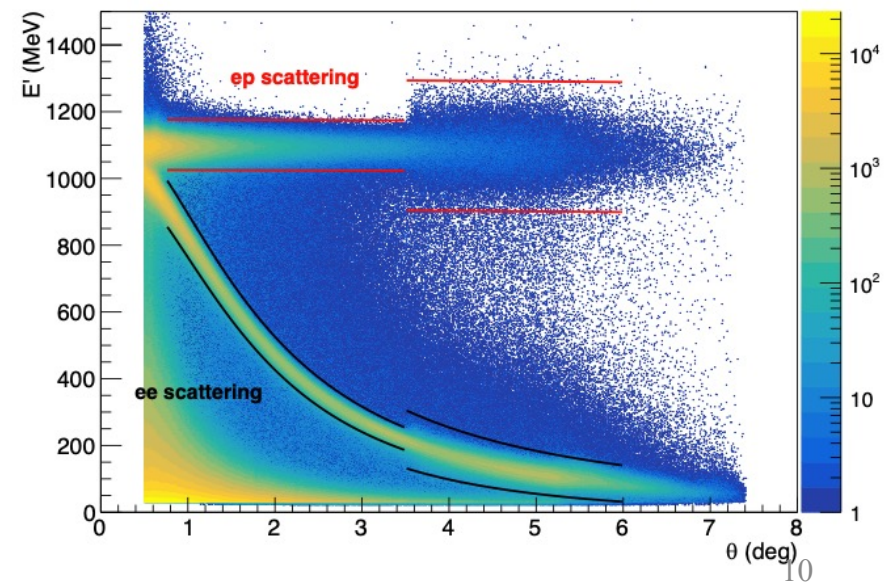 E' (MeV)
1400
1200
1000
800
600
400
200
0
ep scattering
ee scattering
0 1 2 3 4 5 6 7 8
θ (deg)
10⁴
10³
10²
10
1
10